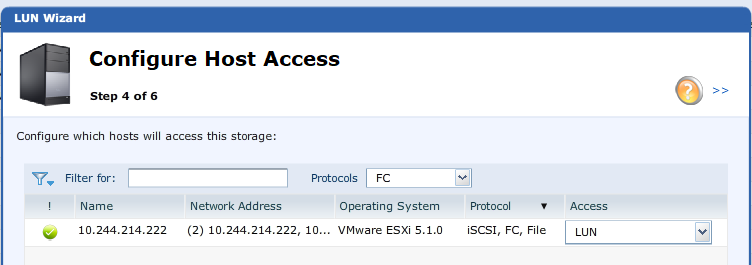 LUN Wizard
Configure Host Access
Step 4 of 6
? >>
Configure which hosts will access this storage:
Filter for: Protocols FC
! Name Network Address Operating System Protocol ▼ Access
10.244.214.222 (2) 10.244.214.222, 10... VMware ESXi 5.1.0 iSCSI, FC, File LUN